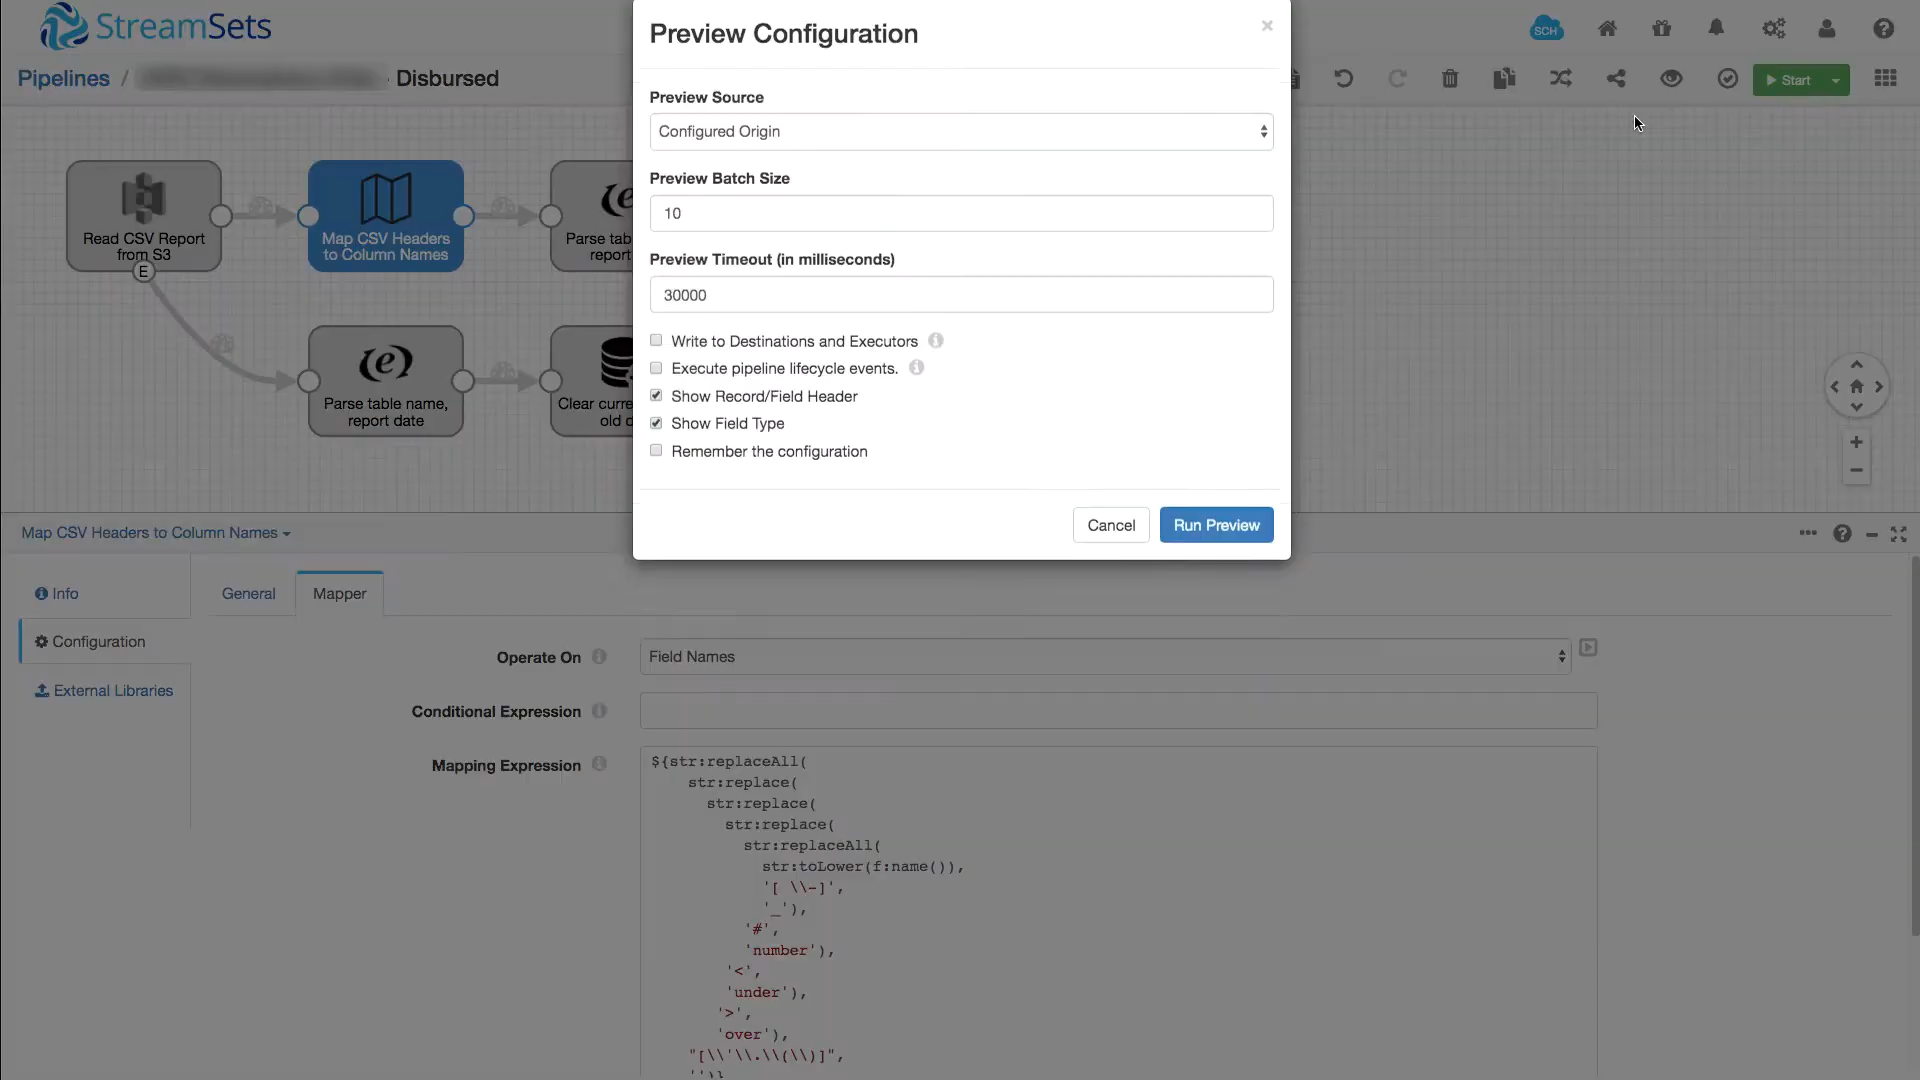 StreamSets
SCH
Pipelines / Disbursed
Start
Read CSV Report
from S3
E
Map CSV Headers
to Column Names
Parse tab
report
Parse table name,
report date
Clear curre
old d
Preview Configuration
×
Preview Source
Configured Origin
Preview Batch Size
10
Preview Timeout (in milliseconds)
30000
Write to Destinations and Executors
Execute pipeline lifecycle events.
Show Record/Field Header
Show Field Type
Remember the configuration
Cancel
Run Preview
Map CSV Headers to Column Names
Info
Configuration
External Libraries
General
Mapper
Operate On
Field Names
Conditional Expression
Mapping Expression
${str:replaceAll(
str:replace(
str:replace(
str:replace(
str:replaceAll(
str:toLower(f:name()),
'[ \\-]',
'_'),
'#',
'number'),
'<',
'under'),
'>',
'over'),
"[\\'\\.\\(\\)]",
'')}